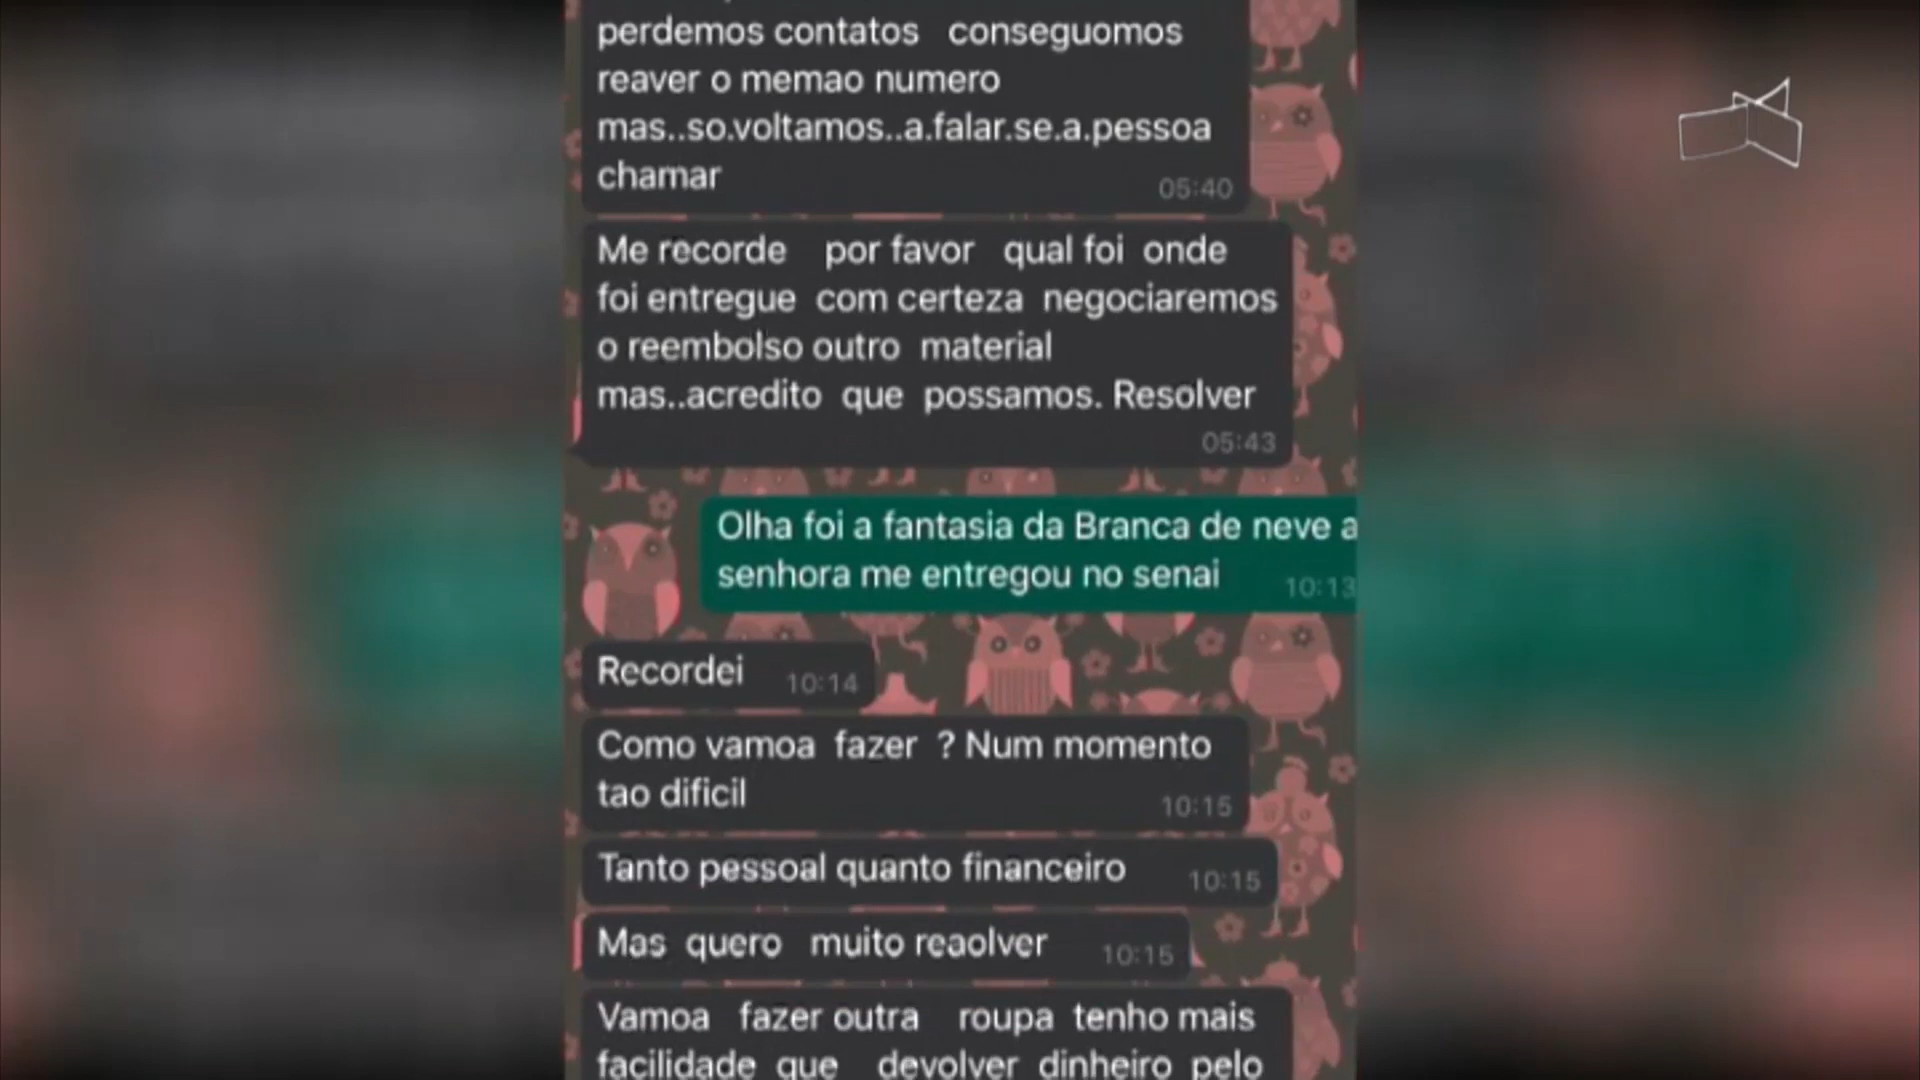 perdemos contatos conseguomos
reaver o memao numero
mas..so.voltamos..a.falar.se.a.pessoa
chamar
05:40
Me recorde por favor qual foi onde
foi entregue com certeza negociaremos
o reembolso outro material
mas..acredito que possamos. Resolver
05:43
Olha foi a fantasia da Branca de neve a
senhora me entregou no senai
10:13
Recordei 10:14
Como vamoa fazer ? Num momento
tao dificil
10:15
Tanto pessoal quanto financeiro 10:15
Mas quero muito reaolver 10:15
Vamoa fazer outra roupa tenho mais
facilidade que devolver dinheiro pelo